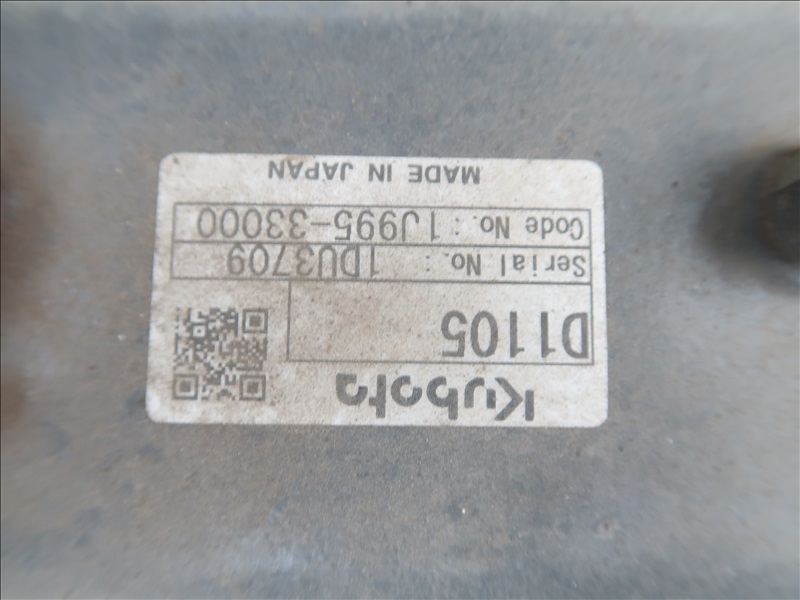 Kubota
D1105
Serial No.: 1DU3709
Code No.: 1J995-33000
MADE IN JAPAN